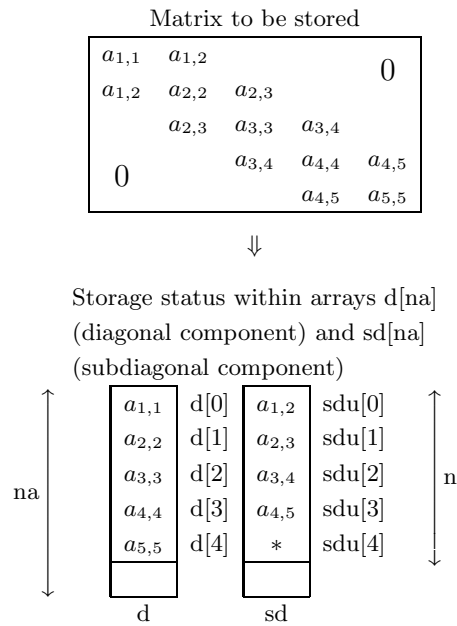 Matrix to be stored
a1,1 a1,2 0
a1,2 a2,2 a2,3
a2,3 a3,3 a3,4
0 a3,4 a4,4 a4,5
a4,5 a5,5
⇓
Storage status within arrays d[na]
(diagonal component) and sd[na]
(subdiagonal component)
a1,1 d[0] a1,2 sdu[0]
a2,2 d[1] a2,3 sdu[1]
na a3,3 d[2] a3,4 sdu[2] n
a4,4 d[3] a4,5 sdu[3]
a5,5 d[4] * sdu[4]
d sd